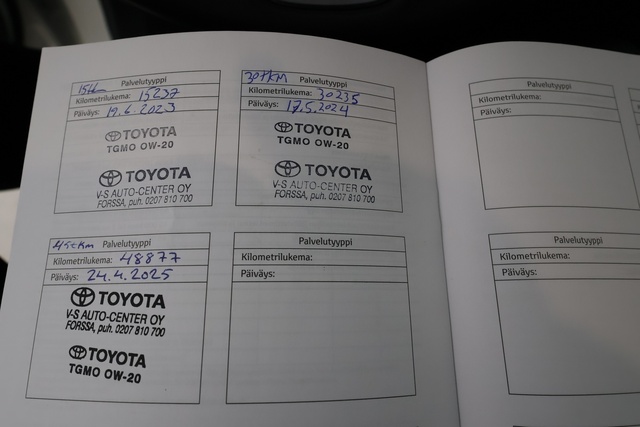 15tkm Palvelutyyppi
Kilometrilukema: 15237
Päiväys: 19.6.2023
TOYOTA
TGMO OW-20
TOYOTA
V-S AUTO-CENTER OY
FORSSA, puh. 0207 810 700
30tKM Palvelutyyppi
Kilometrilukema: 30235
Päiväys: 17.5.2024
TOYOTA
TGMO OW-20
TOYOTA
V-S AUTO-CENTER OY
FORSSA, puh. 0207 810 700
Palvelutyyppi
Kilometrilukema:
Päiväys:
45tkm Palvelutyyppi
Kilometrilukema: 48877
Päiväys: 24.4.2025
TOYOTA
V-S AUTO-CENTER OY
FORSSA, puh. 0207 810 700
TOYOTA
TGMO OW-20
Palvelutyyppi
Kilometrilukema:
Päiväys:
Palvelutyyppi
Kilometrilukema:
Päiväys: